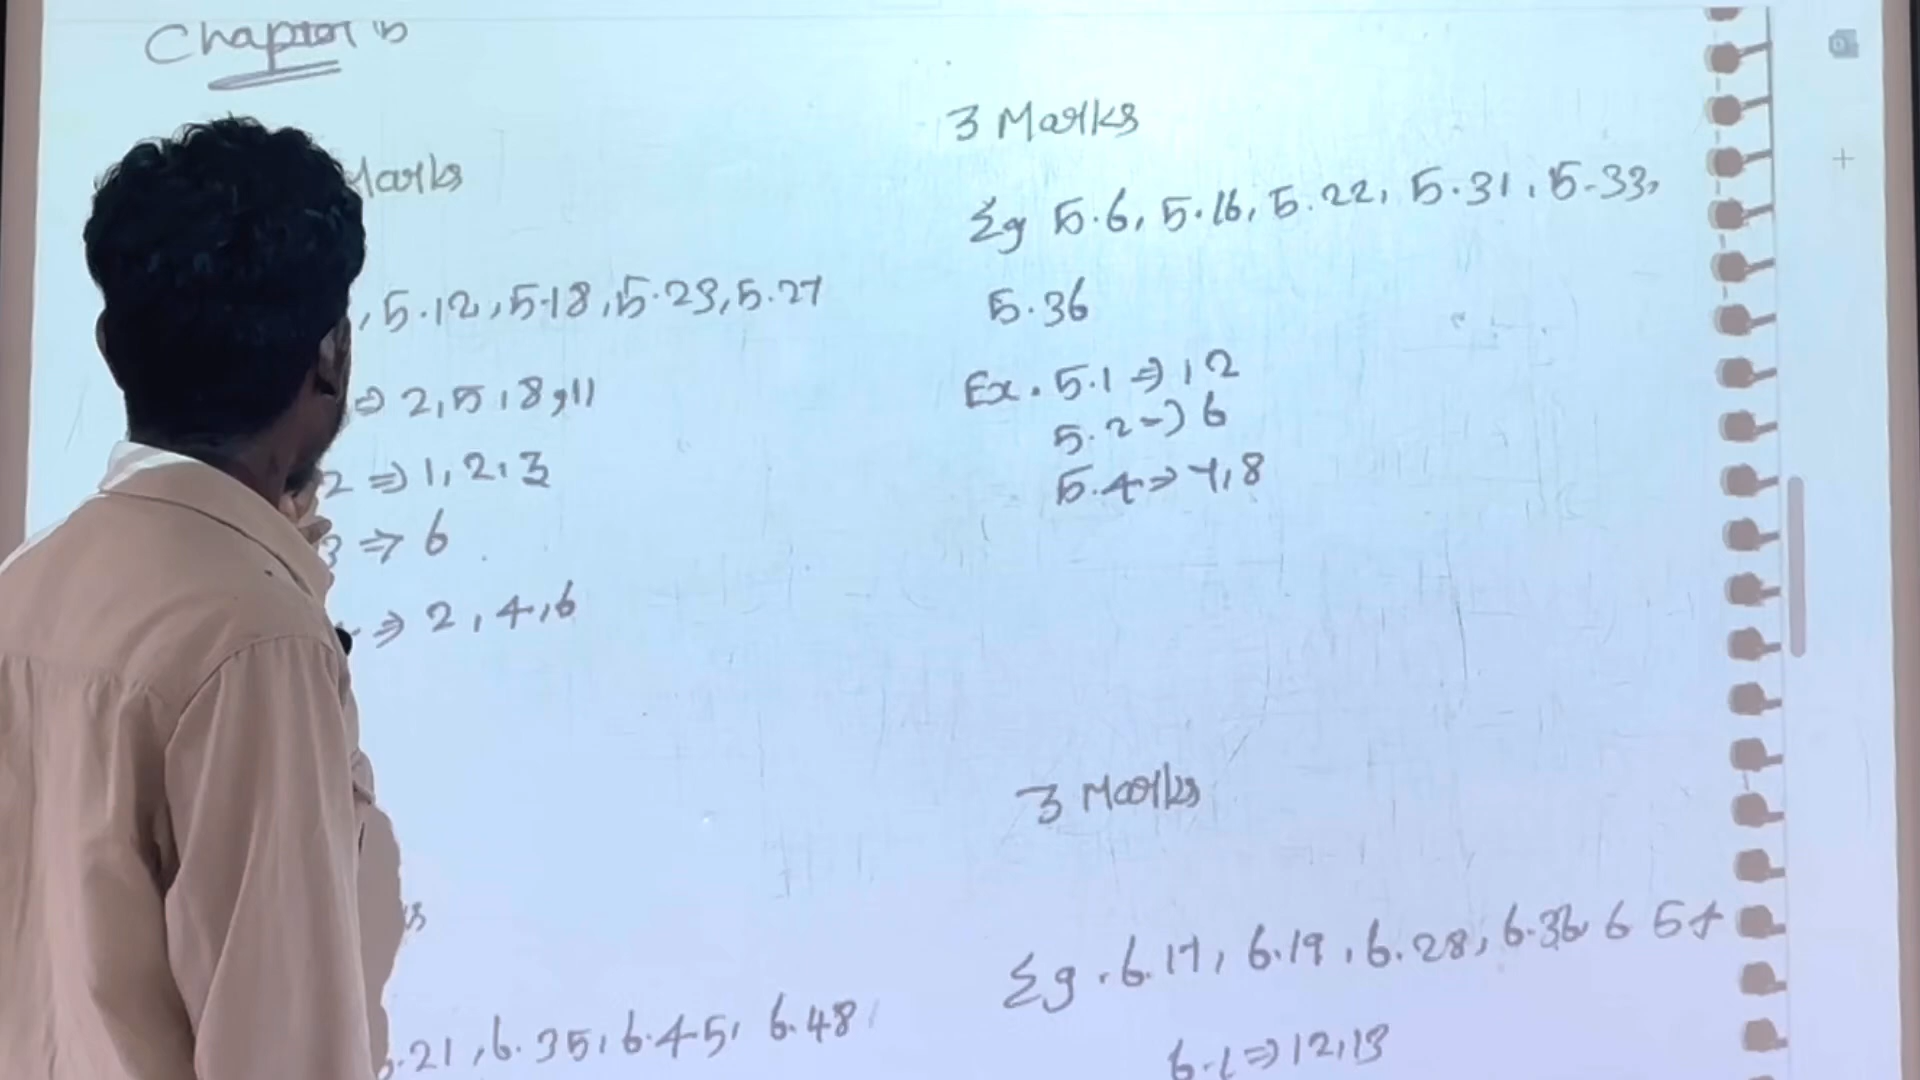 Chapter 5
Marks
, 5.12, 5.18, 5.23, 5.27
⇒ 2, 5, 8, 11
2 ⇒ 1, 2, 3
3 ⇒ 6
⇒ 2, 4, 6
3 Marks
Eg 5.6, 5.16, 5.22, 5.31, 5.33,
5.36
Ex. 5.1 ⇒ 12
5.2 → 6
5.4 ⇒ 7, 8
.21, 6.35, 6.45, 6.48
3 Marks
Eg. 6.17, 6.19, 6.28, 6.36 6 54
6.1 ⇒ 12, 13